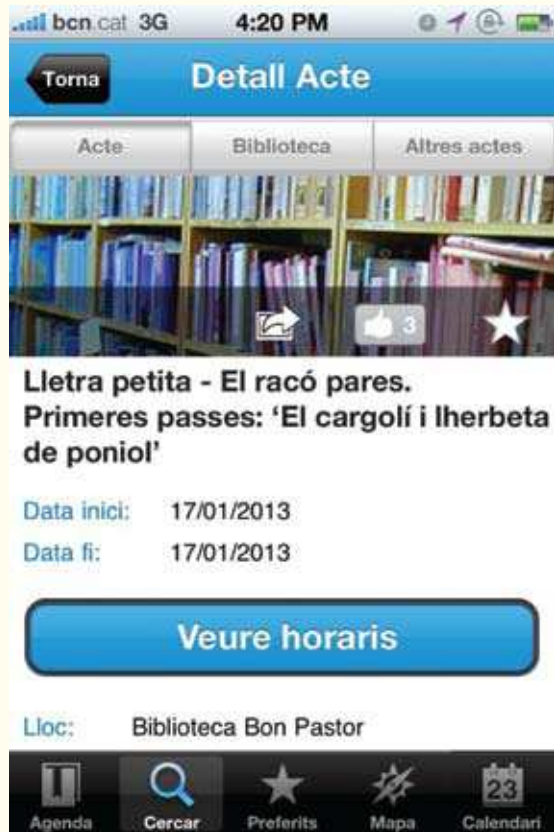 bcn.cat 3G 4:20 PM
Torna Detall Acte
Acte Biblioteca Altres actes
3
Lletra petita - El racó pares.
Primeres passes: ‘El cargolí i lherbeta
de poniol’
Data inici: 17/01/2013
Data fi: 17/01/2013
Veure horaris
Lloc: Biblioteca Bon Pastor
23
Agenda Cercar Preferits Mapa Calendari